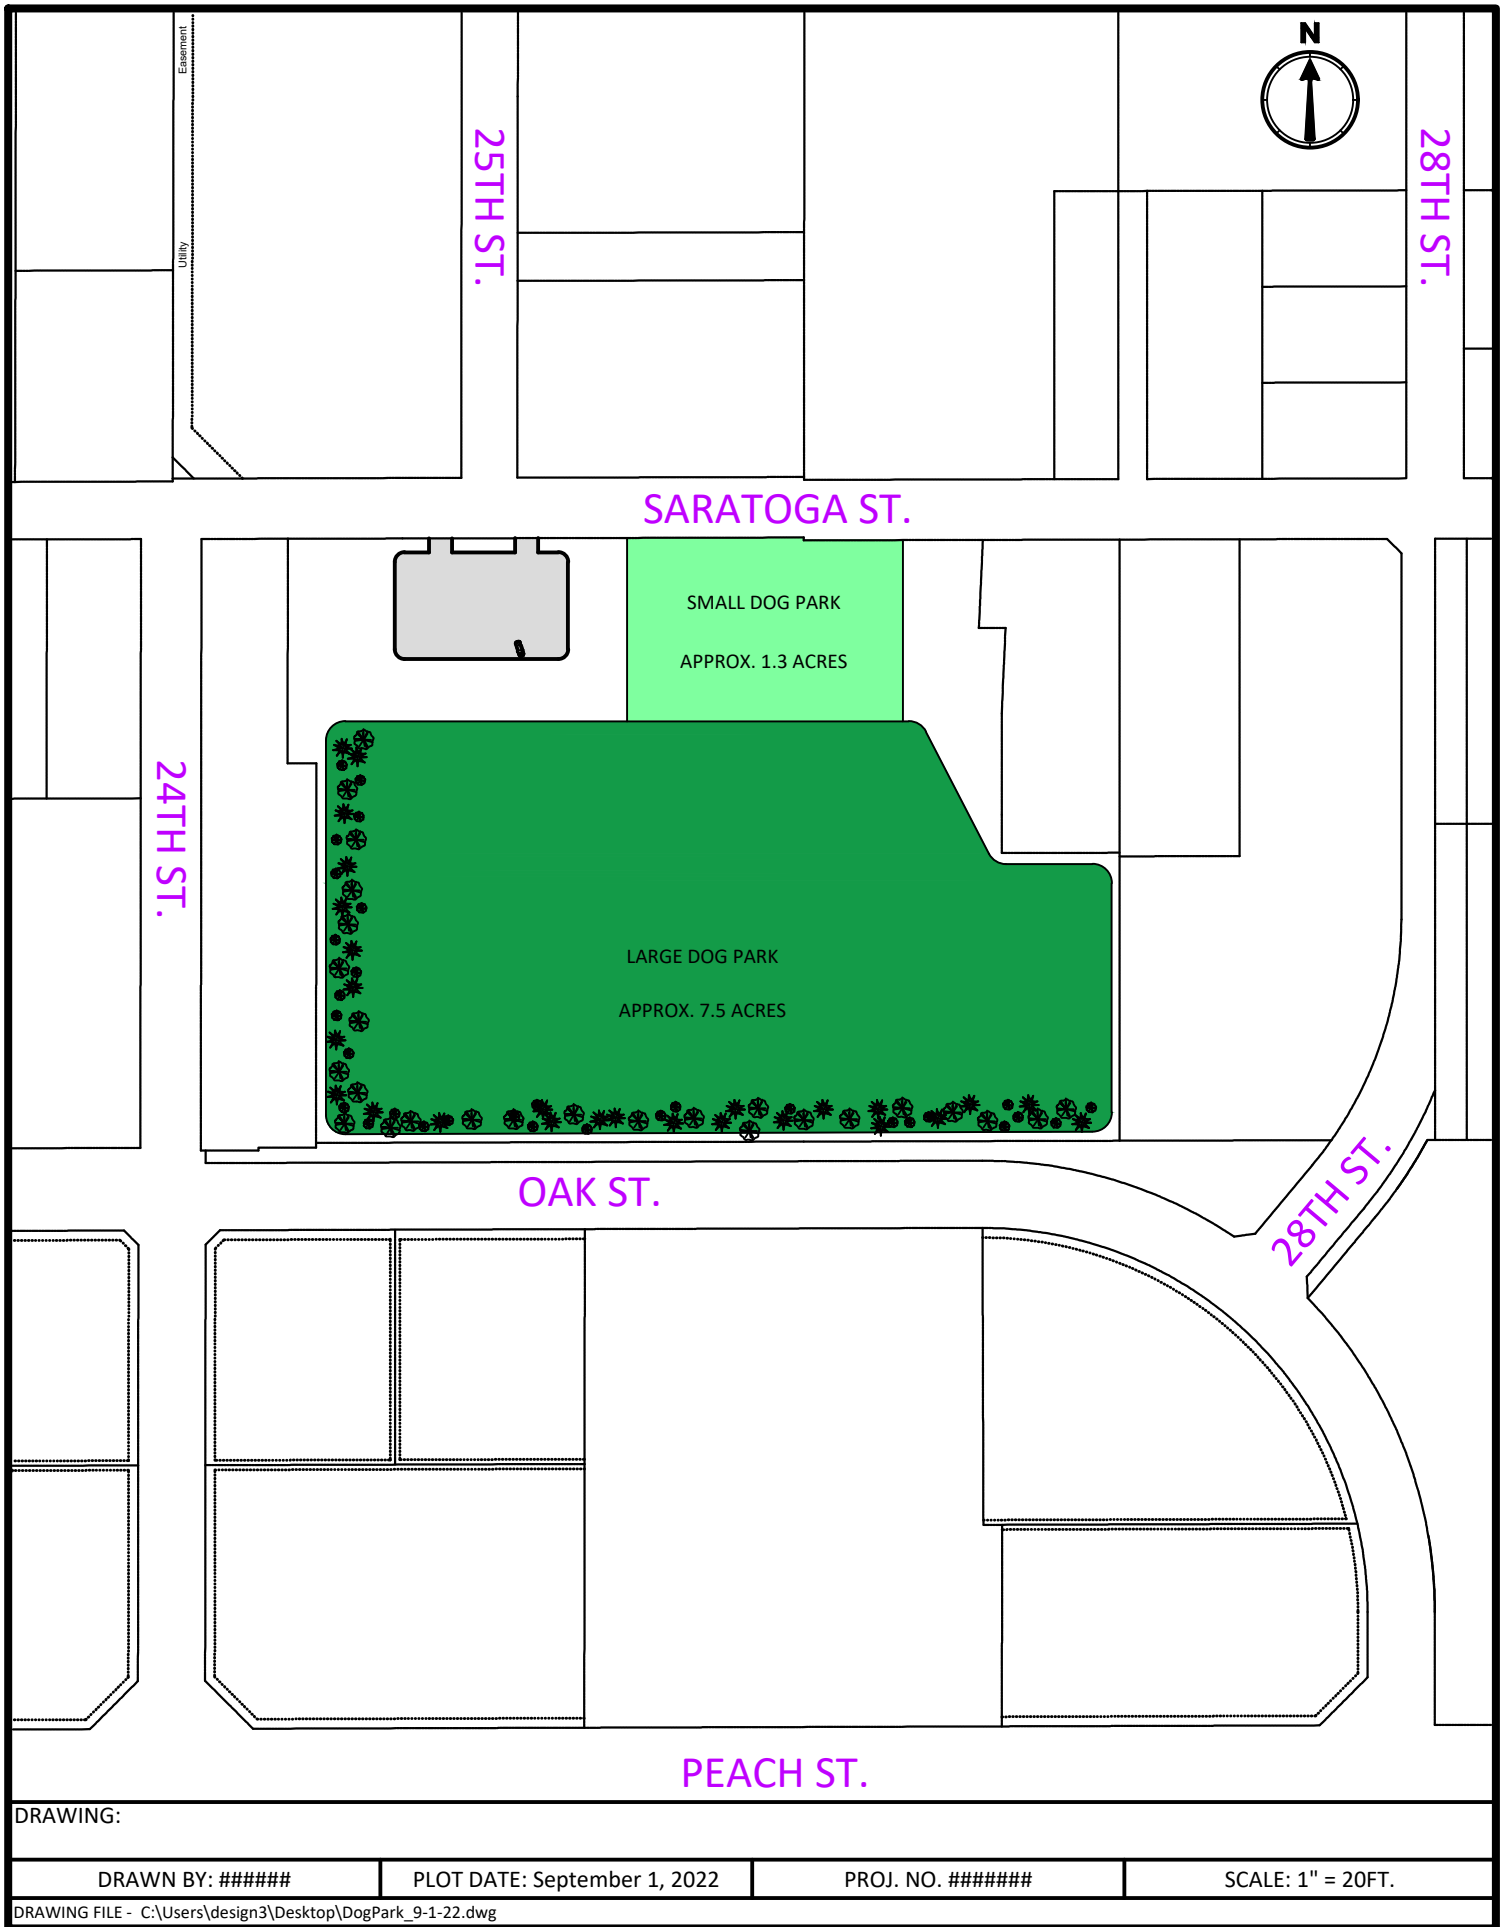 N
Easement
Utility
25TH ST.
28TH ST.
SARATOGA ST.
SMALL DOG PARK
APPROX. 1.3 ACRES
24TH ST.
LARGE DOG PARK
APPROX. 7.5 ACRES
OAK ST.
28TH ST.
PEACH ST.
DRAWING:
DRAWN BY: ######
PLOT DATE: September 1, 2022
PROJ. NO. #######
SCALE: 1" = 20FT.
DRAWING FILE - C:\Users\design3\Desktop\DogPark_9-1-22.dwg